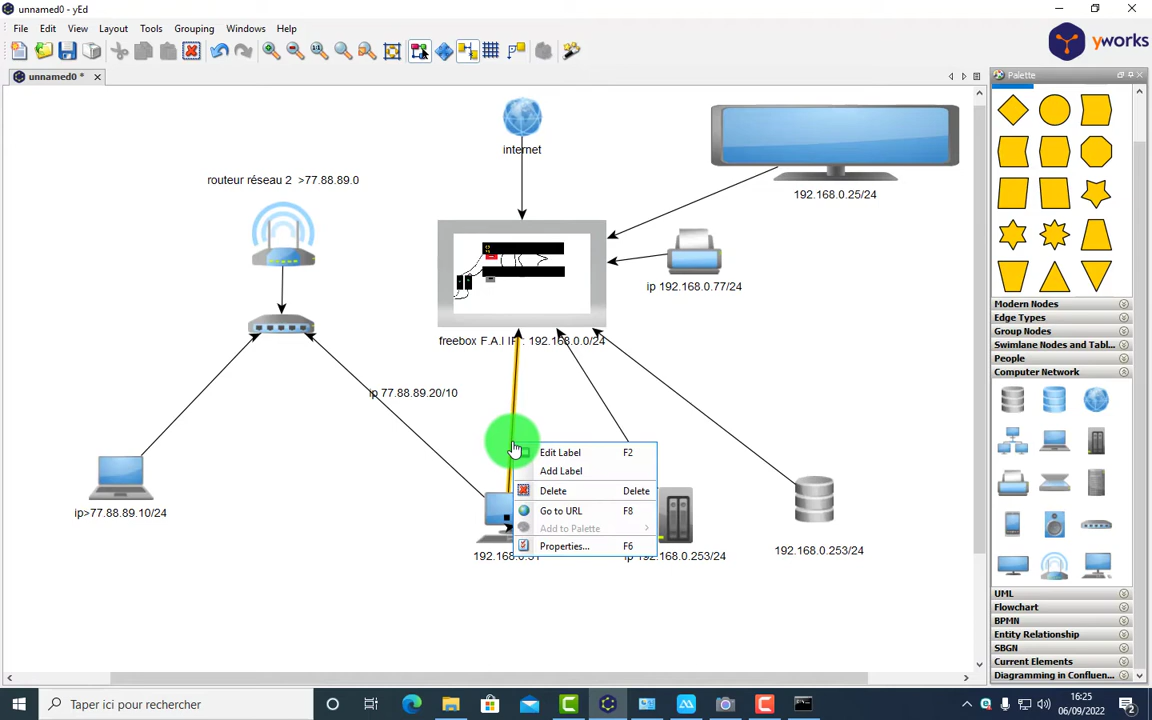 unnamed0 - yEd
File Edit View Layout Tools Grouping Windows Help
yworks
unnamed0 *
Palette
internet
192.168.0.25/24
routeur réseau 2 >77.88.89.0
ip 192.168.0.77/24
freebox F.A.I IP : 192.168.0.0/24
ip 77.88.89.20/10
Edit Label F2
Add Label
Delete Delete
Go to URL F8
Add to Palette
Properties... F6
ip>77.88.89.10/24
ip 192.168.0.253/24
192.168.0.253/24
Modern Nodes
Edge Types
Group Nodes
Swimlane Nodes and Tabl...
People
Computer Network
UML
Flowchart
BPMN
Entity Relationship
SBGN
Current Elements
Diagramming in Confluen...
Taper ici pour rechercher
16:25
06/09/2022
2